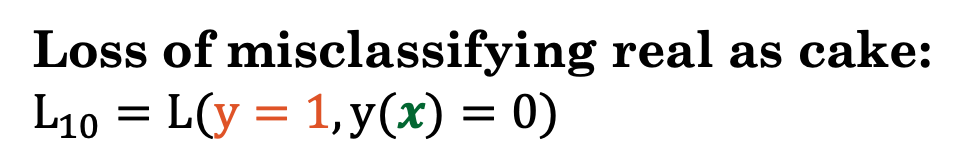 Loss of misclassifying real as cake:
L₁₀ = L(y = 1, y(x) = 0)